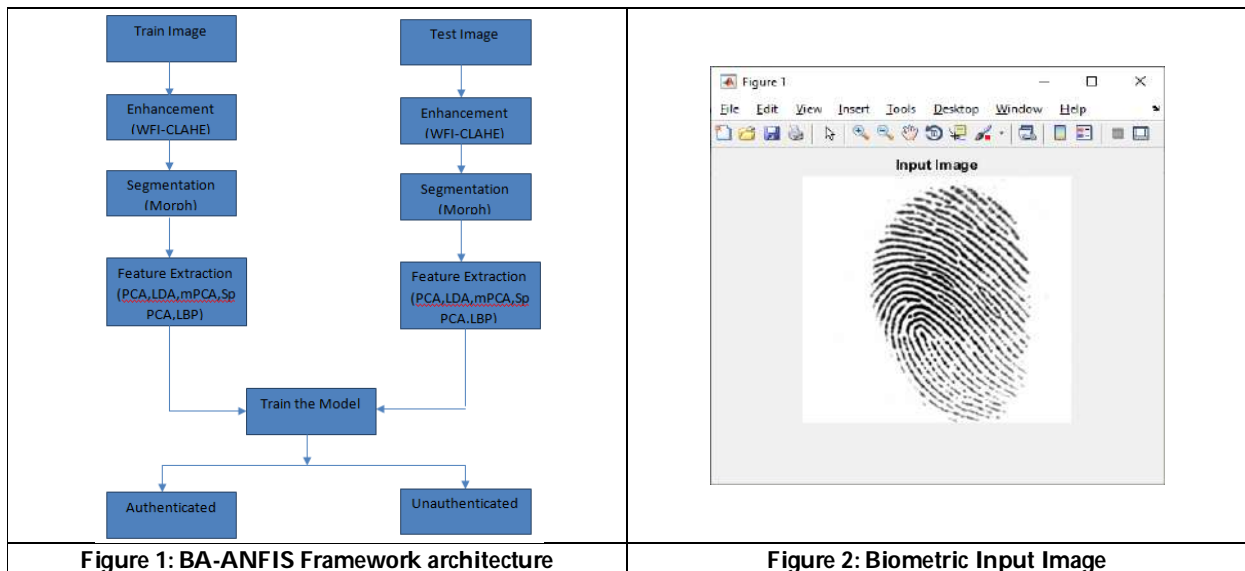 Train Image
Enhancement
(WFI-CLAHE)
Segmentation
(Morph)
Feature Extraction
(PCA,LDA,mPCA,Sp
PCA,LBP)
Test Image
Enhancement
(WFI-CLAHE)
Segmentation
(Morph)
Feature Extraction
(PCA,LDA,mPCA,Sp
PCA.LBP)
Train the Model
Authenticated
Unauthenticated
Figure 1: BA-ANFIS Framework architecture
Figure 1
File Edit View Insert Tools Desktop Window Help
Input Image
Figure 2: Biometric Input Image